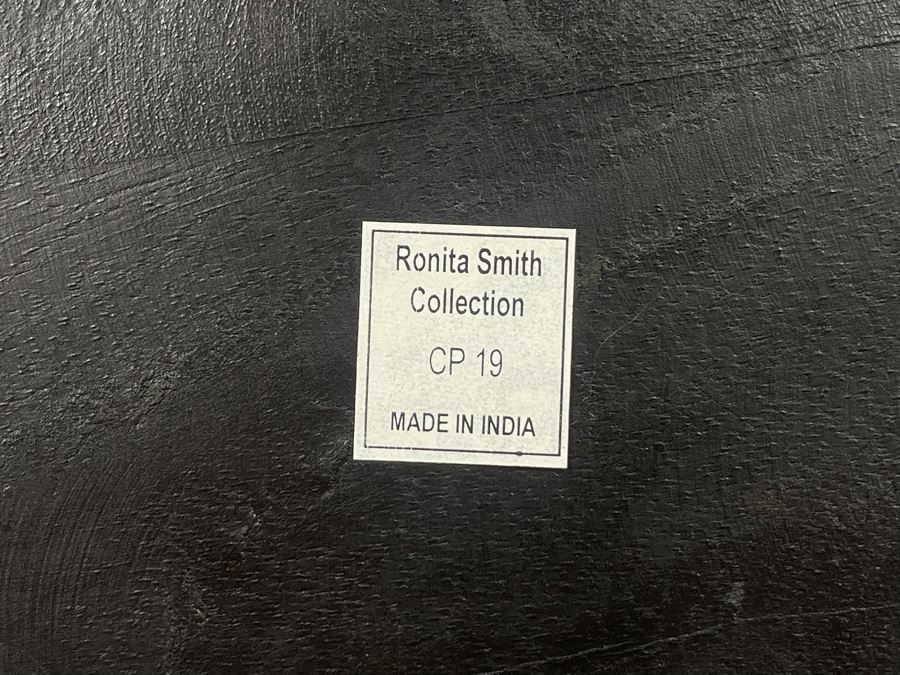 Ronita Smith
Collection
CP 19
MADE IN INDIA